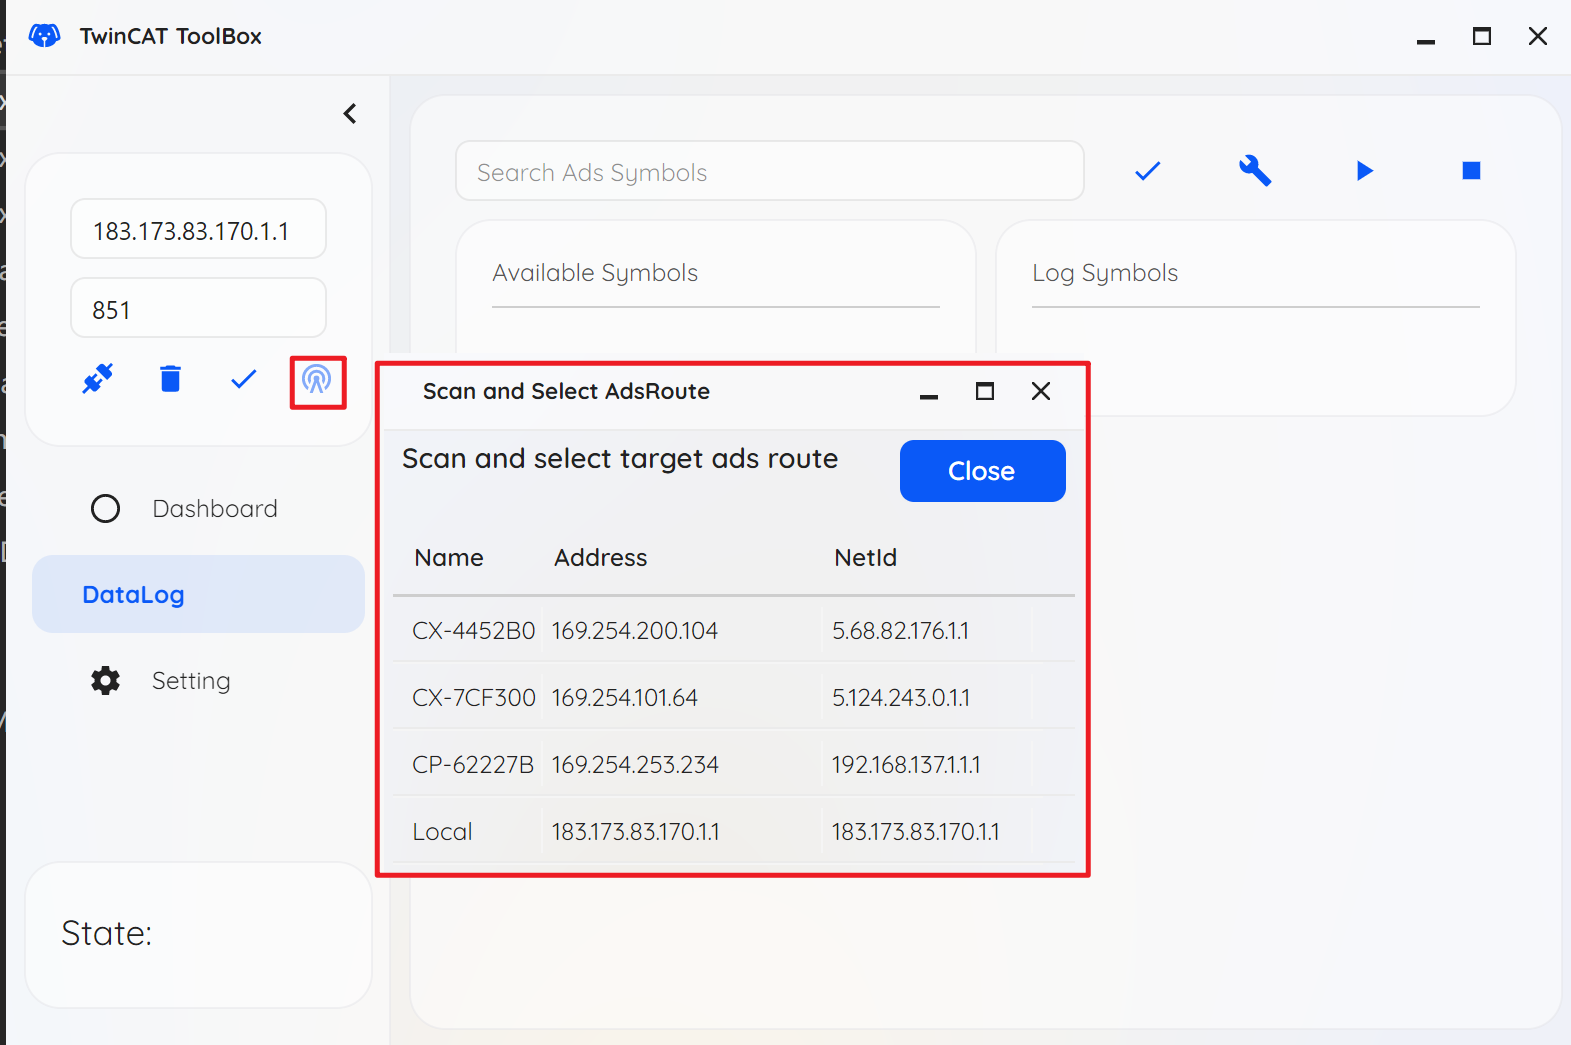 TwinCAT ToolBox
183.173.83.170.1.1
851
Dashboard
DataLog
Setting
State:
Search Ads Symbols
Available Symbols
Log Symbols
Scan and Select AdsRoute
Scan and select target ads route
Close
Name Address NetId
CX-4452B0 169.254.200.104 5.68.82.176.1.1
CX-7CF300 169.254.101.64 5.124.243.0.1.1
CP-62227B 169.254.253.234 192.168.137.1.1.1
Local 183.173.83.170.1.1 183.173.83.170.1.1